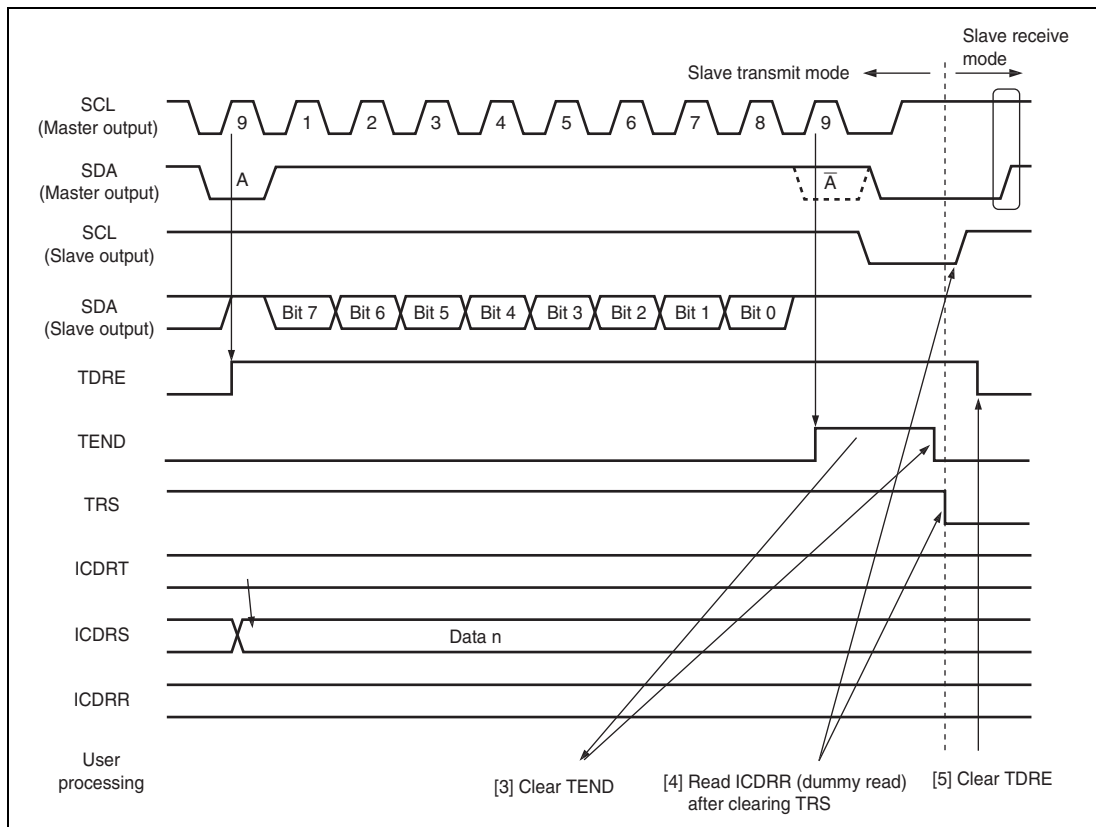 Slave receive
mode
Slave transmit mode
SCL
(Master output)
9 1 2 3 4 5 6 7 8 9
SDA
(Master output)
A A̅
SCL
(Slave output)
SDA
(Slave output)
Bit 7 Bit 6 Bit 5 Bit 4 Bit 3 Bit 2 Bit 1 Bit 0
TDRE
TEND
TRS
ICDRT
ICDRS
Data n
ICDRR
User
processing
[3] Clear TEND
[4] Read ICDRR (dummy read)
after clearing TRS
[5] Clear TDRE